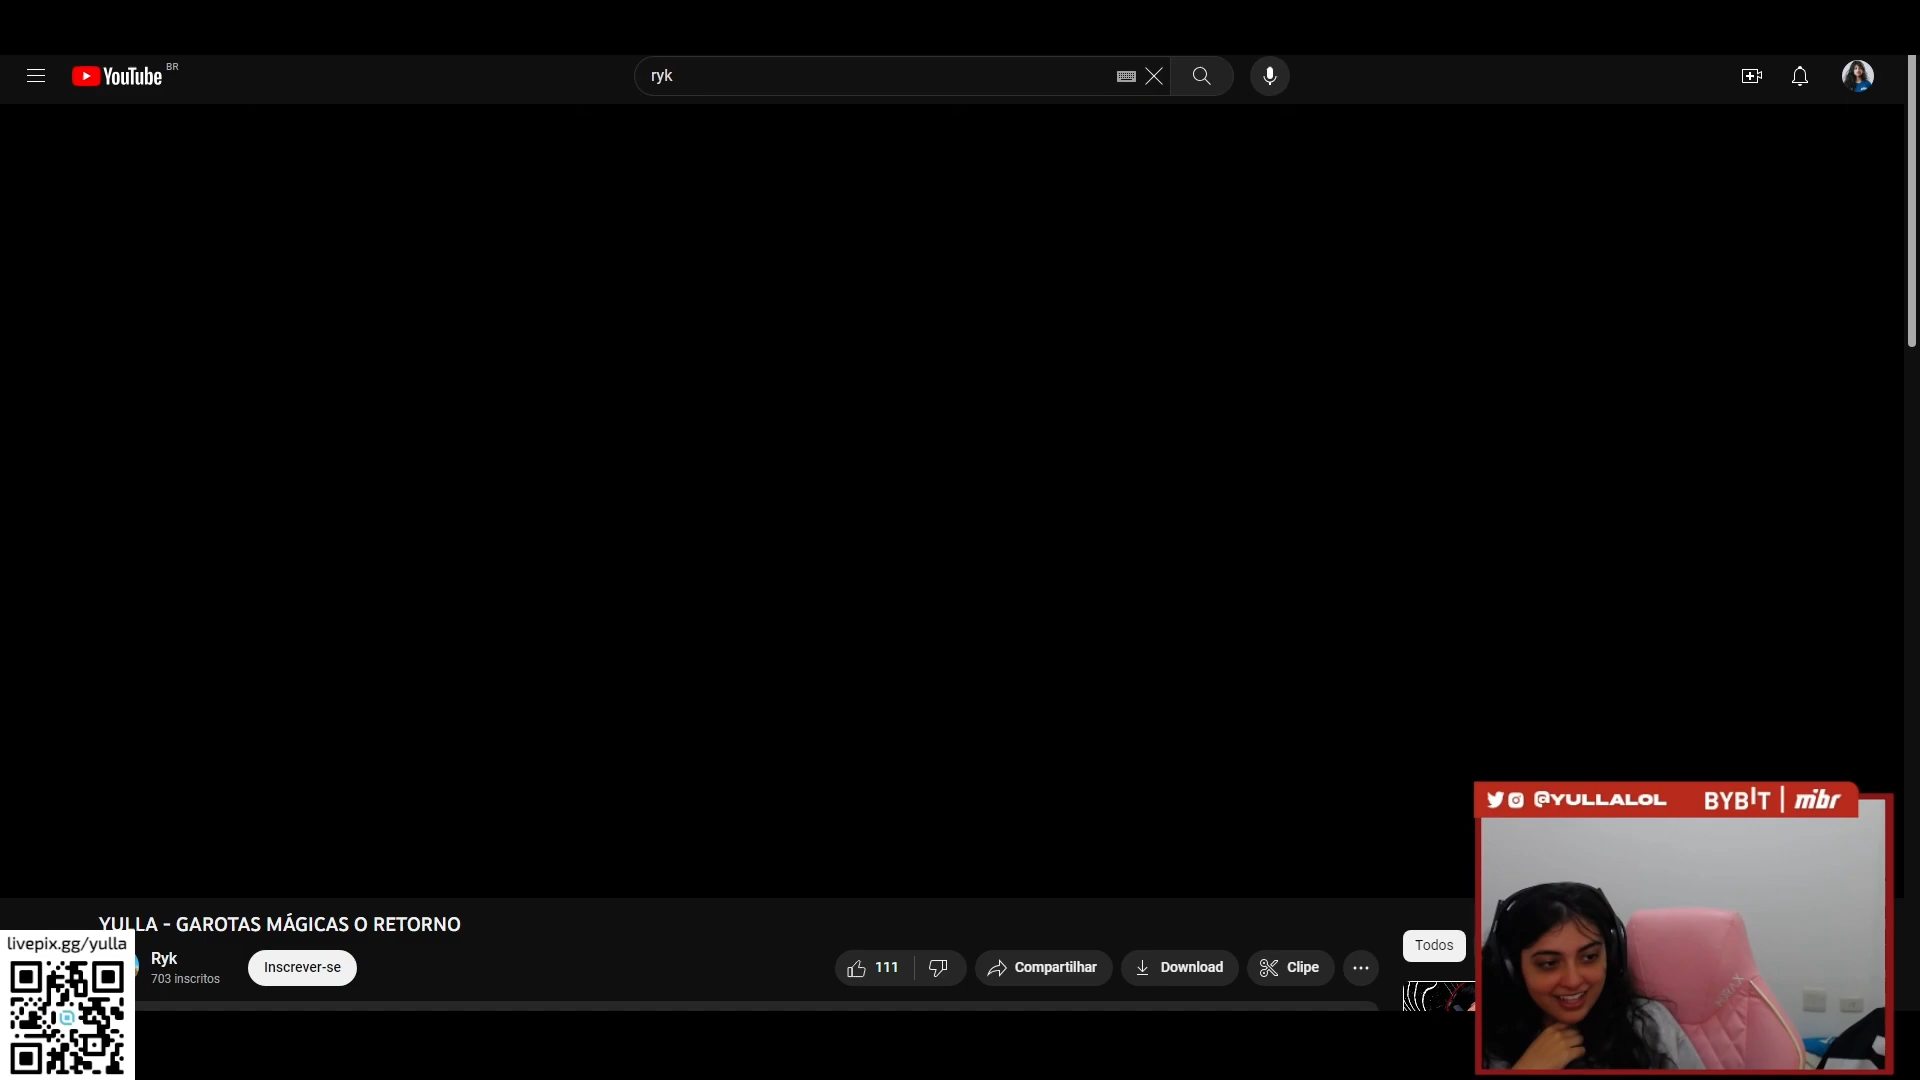 YouTube BR
ryk
@YULLALOL BYBIT | mibr
YULLA - GAROTAS MÁGICAS O RETORNO
livepix.gg/yulla
Ryk
703 inscritos
Inscrever-se
111
Compartilhar
Download
Clipe
Todos